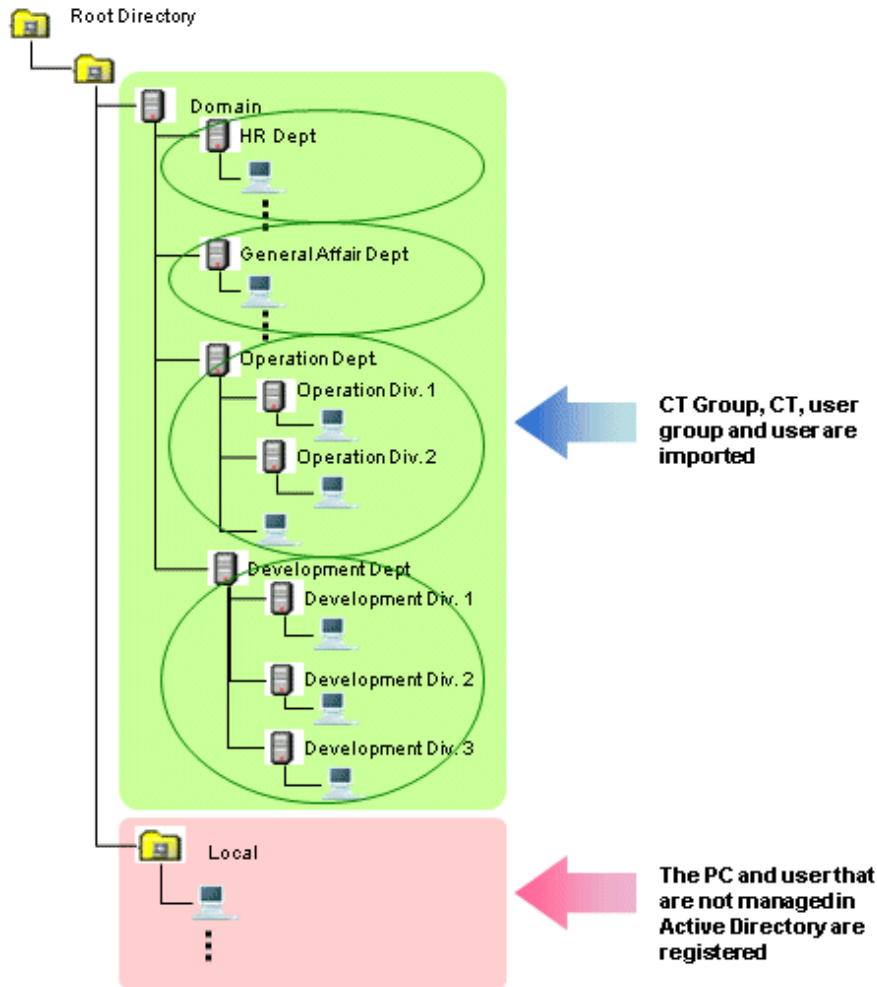 Root Directory
Domain
HR Dept
General Affair Dept
Operation Dept.
Operation Div. 1
Operation Div. 2
CT Group, CT, user
group and user are
imported
Development Dept
Development Div. 1
Development Div. 2
Development Div. 3
Local
The PC and user that
are not managed in
Active Directory are
registered